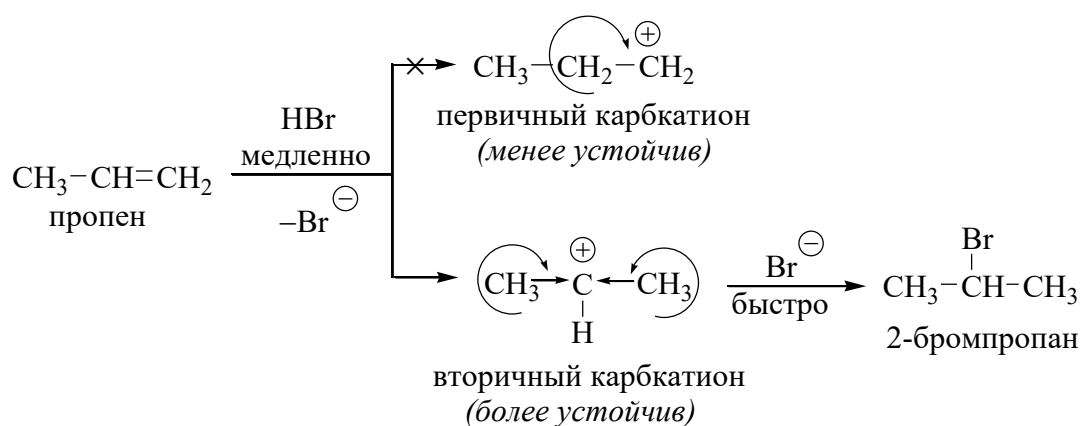 CH3−CH2−CH2 ⊕
первичный карбкатион
(менее устойчив)
HBr
медленно
−Br ⊖
CH3−CH=CH2
пропен
⊕
CH3 C CH3
H
вторичный карбкатион
(более устойчив)
Br ⊖
быстро
Br
CH3−CH−CH3
2-бромпропан